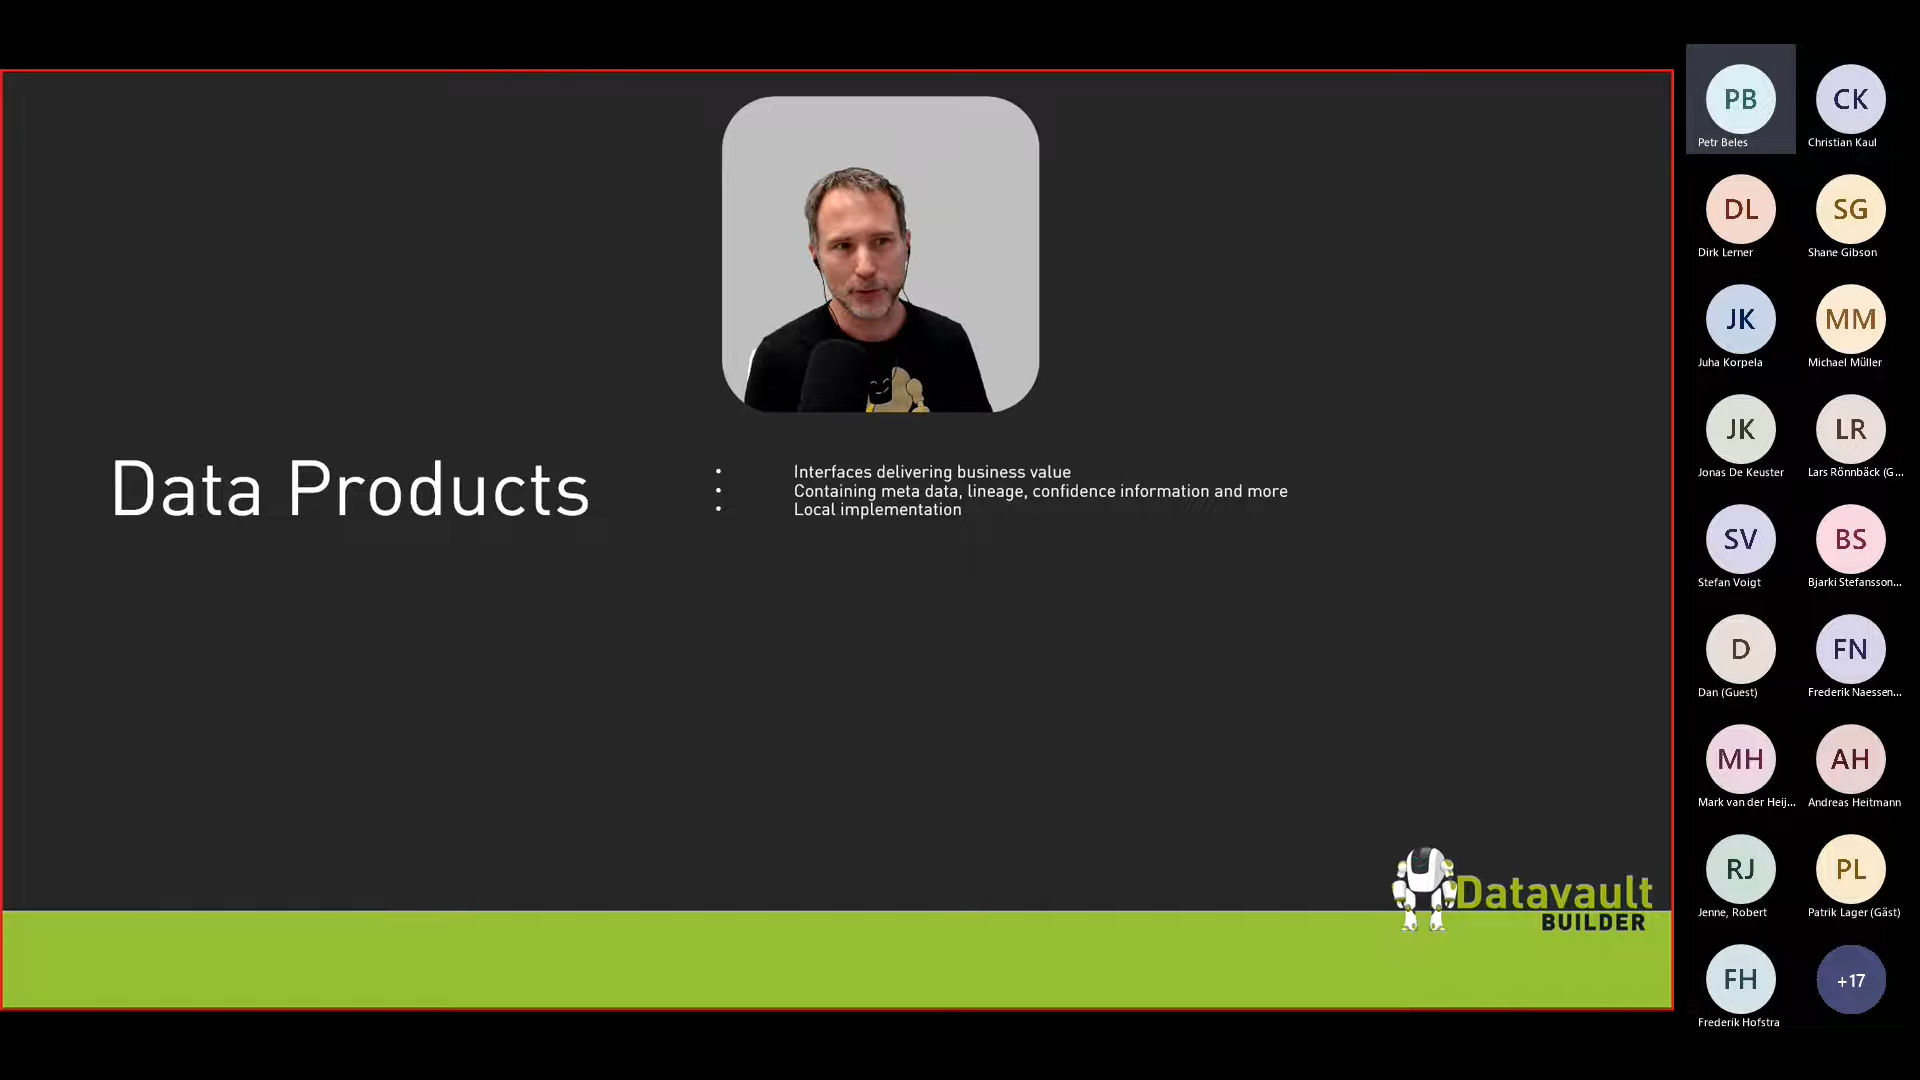 Data Products
• Interfaces delivering business value
• Containing meta data, lineage, confidence information and more
• Local implementation
Datavault
BUILDER
PB
Petr Beles
CK
Christian Kaul
DL
Dirk Lerner
SG
Shane Gibson
JK
Juha Korpela
MM
Michael Müller
JK
Jonas De Keuster
LR
Lars Rönnbäck (G...
SV
Stefan Voigt
BS
Bjarki Stefansson...
D
Dan (Guest)
FN
Frederik Naessen...
MH
Mark van der Heij...
AH
Andreas Heitmann
RJ
Jenne, Robert
PL
Patrik Lager (Gäst)
FH
Frederik Hofstra
+17